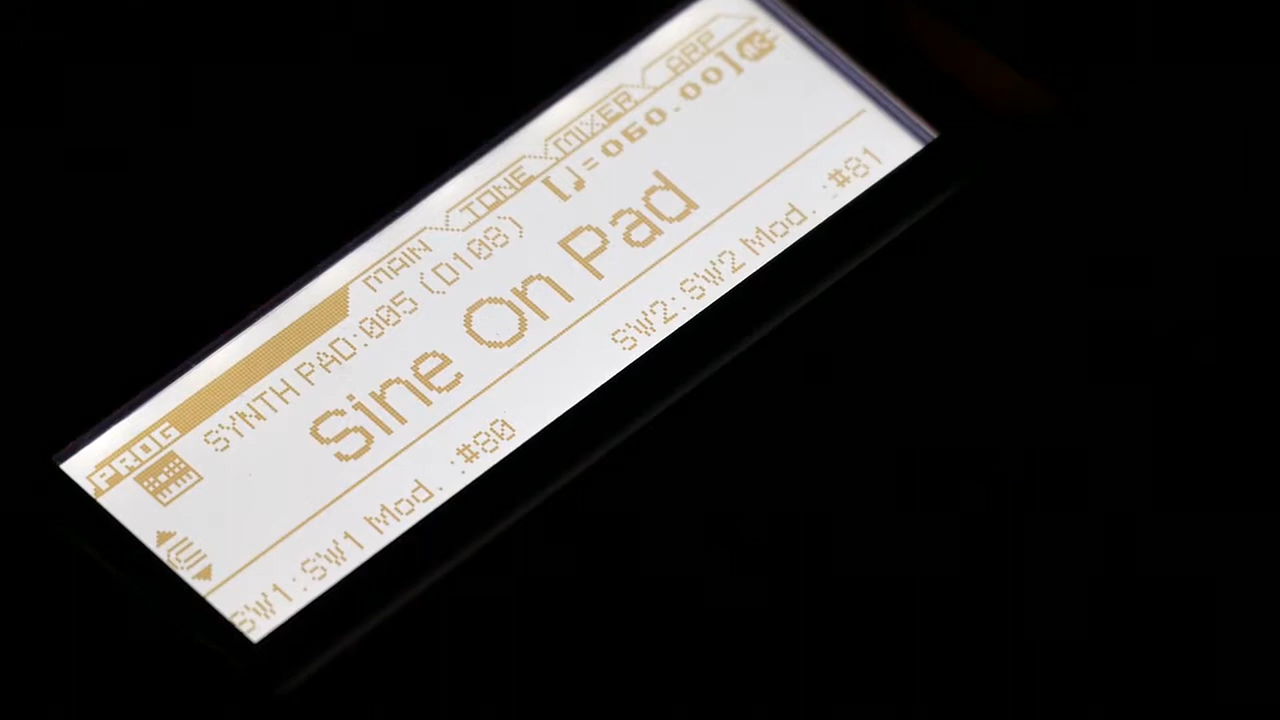 PROG MAIN TONE MIXER ARP
SYNTH PAD:005 (D108) [♩=060.00]
Sine On Pad
SW1:SW1 Mod. :#80 SW2:SW2 Mod. :#81